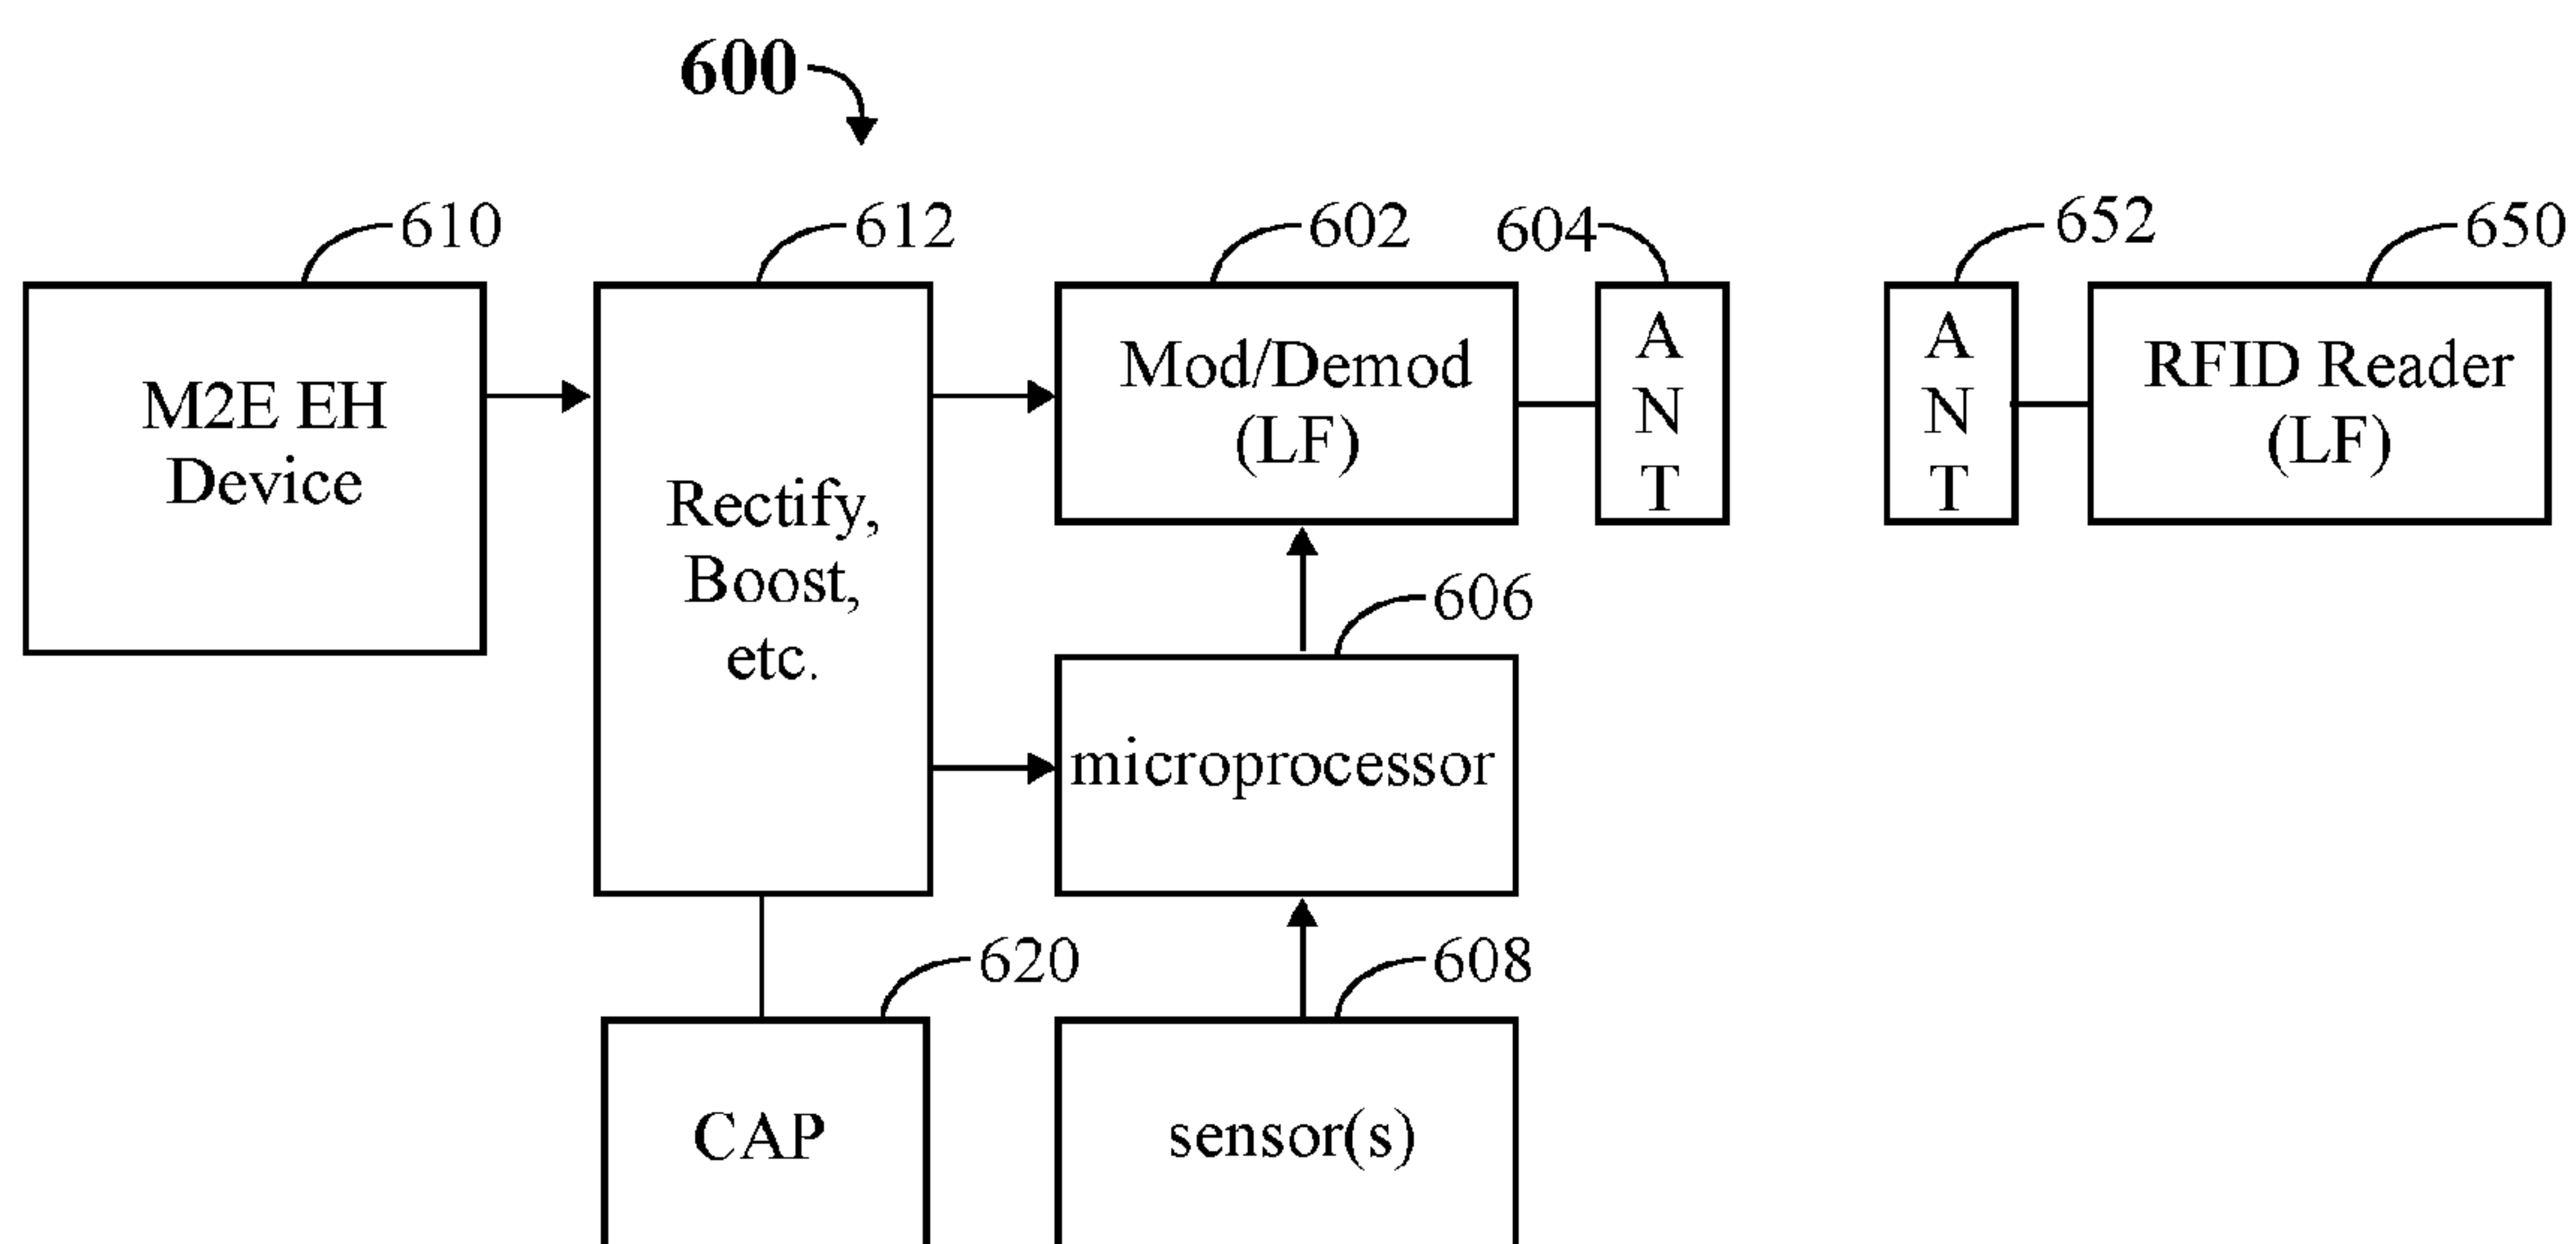 600
610
612
602
604
652
650
M2E EH
Device
Rectify,
Boost,
etc.
Mod/Demod
(LF)
A
N
T
A
N
T
RFID Reader
(LF)
606
microprocessor
620
608
CAP
sensor(s)